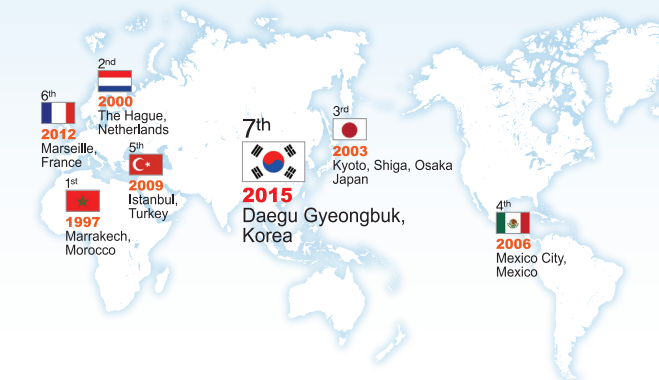 2nd
2000
The Hague,
Netherlands
6th
2012
Marseille,
France
5th
2009
Istanbul,
Turkey
1st
1997
Marrakech,
Morocco
7th
2015
Daegu Gyeongbuk,
Korea
3rd
2003
Kyoto, Shiga, Osaka
Japan
4th
2006
Mexico City,
Mexico